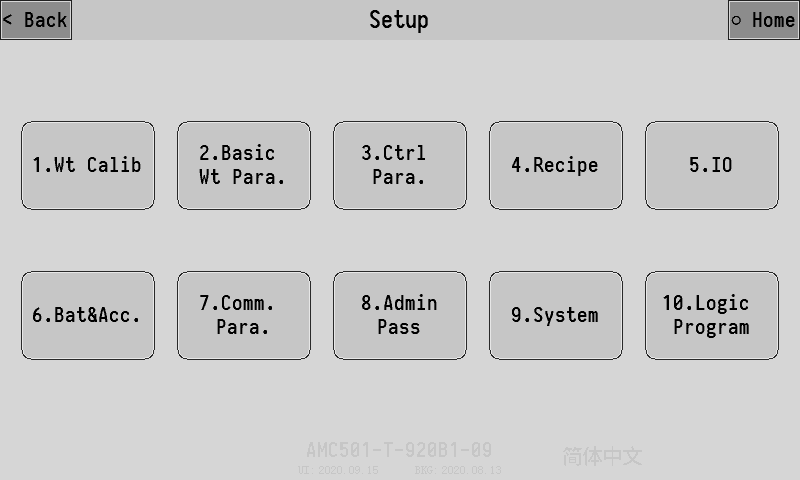 < Back
Setup
○ Home
1.Wt Calib
2.Basic
Wt Para.
3.Ctrl
Para.
4.Recipe
5.IO
6.Bat&Acc.
7.Comm.
Para.
8.Admin
Pass
9.System
10.Logic
Program
AMC501-T-920B1-09
简体中文
2020.09.15
2020.08.13